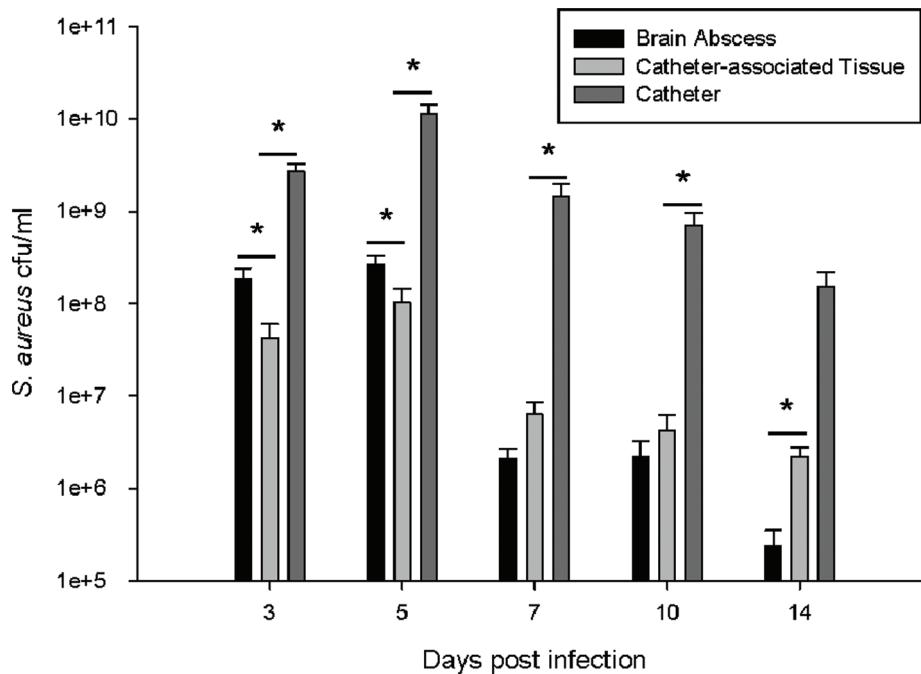 1e+11
1e+10
1e+9
1e+8
1e+7
1e+6
1e+5
S. aureus cfu/ml
Brain Abscess
Catheter-associated Tissue
Catheter
*
*
*
*
*
*
*
3 5 7 10 14
Days post infection